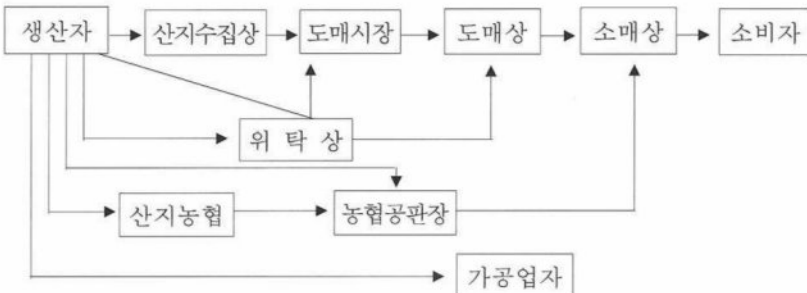 생산자 산지수집상 도매시장 도매상 소매상 소비자
위 탁 상
산지농협 농협공판장
가공업자